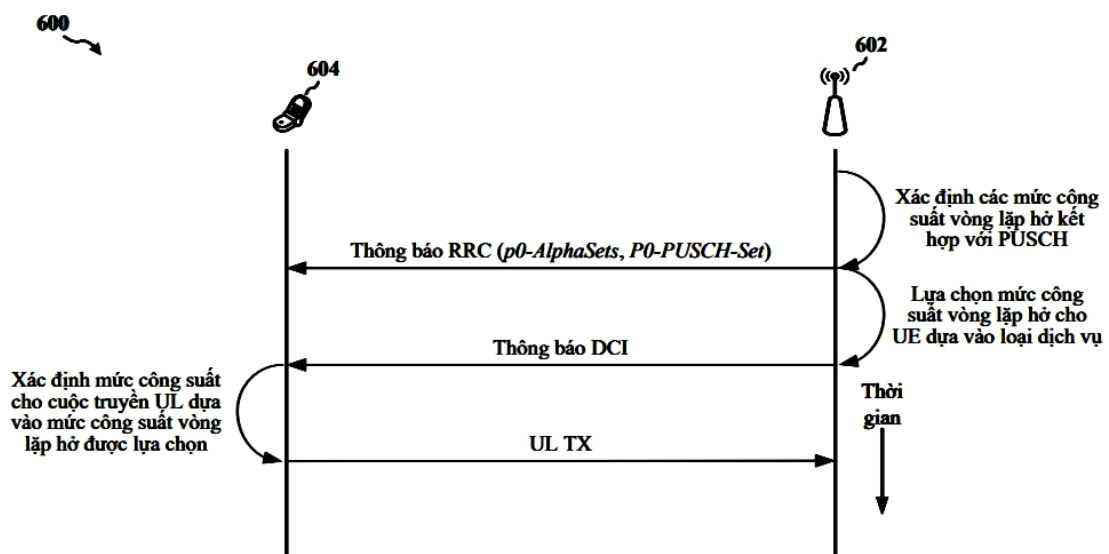 600
604
602
Xác định các mức công
suất vòng lặp hở kết
hợp với PUSCH
Thông báo RRC (p0-AlphaSets, P0-PUSCH-Set)
Lựa chọn mức công
suất vòng lặp hở cho
UE dựa vào loại dịch vụ
Thông báo DCI
Xác định mức công suất
cho cuộc truyền UL dựa
vào mức công suất vòng
lặp hở được lựa chọn
Thời
gian
UL TX